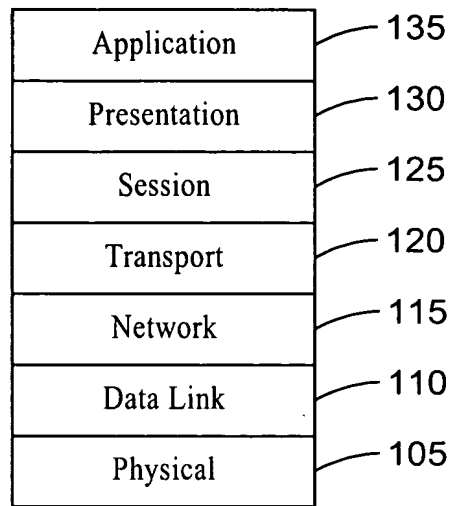 Application 135
Presentation 130
Session 125
Transport 120
Network 115
Data Link 110
Physical 105